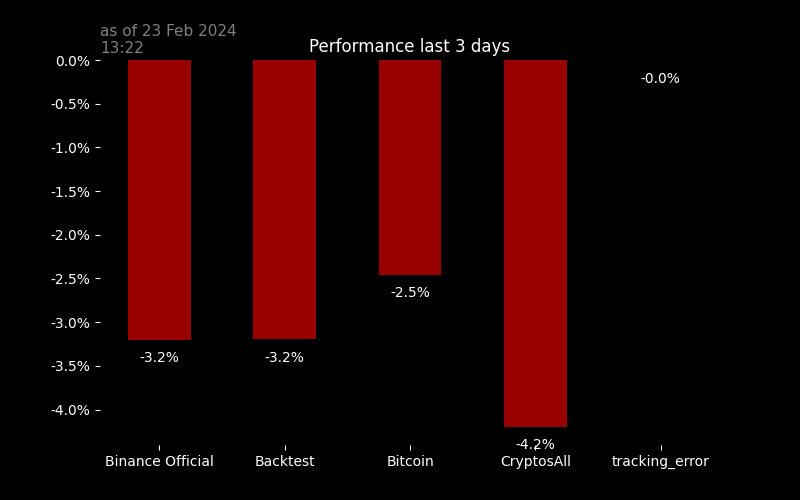 as of 23 Feb 2024
13:22
Performance last 3 days
0.0%
-0.5%
-1.0%
-1.5%
-2.0%
-2.5%
-3.0%
-3.5%
-4.0%
-3.2%
-3.2%
-2.5%
-4.2%
-0.0%
Binance Official
Backtest
Bitcoin
CryptosAll
tracking_error